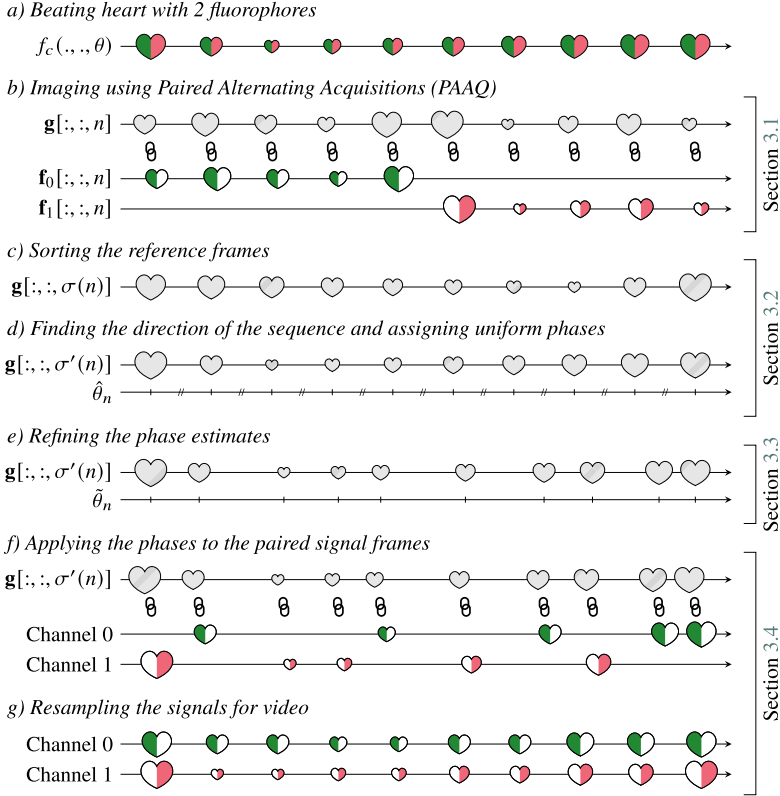 a) Beating heart with 2 fluorophores
f_c(., ., θ)
b) Imaging using Paired Alternating Acquisitions (PAAQ)
g[:, :, n]
f_0[:, :, n]
f_1[:, :, n]
Section 3.1
c) Sorting the reference frames
g[:, :, σ(n)]
d) Finding the direction of the sequence and assigning uniform phases
g[:, :, σ′(n)]
θ̂_n
Section 3.2
e) Refining the phase estimates
g[:, :, σ′(n)]
θ̃_n
Section 3.3
f) Applying the phases to the paired signal frames
g[:, :, σ′(n)]
Channel 0
Channel 1
g) Resampling the signals for video
Channel 0
Channel 1
Section 3.4